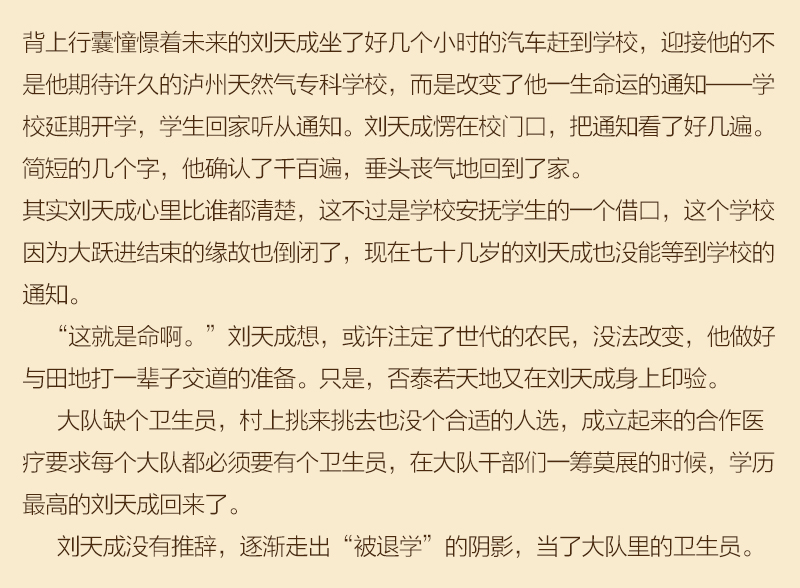 背上行囊憧憬着未来的刘天成坐了好几个小时的汽车赶到学校，迎接他的不
是他期待许久的泸州天然气专科学校，而是改变了他一生命运的通知——学
校延期开学，学生回家听从通知。刘天成愣在校门口，把通知看了好几遍。
简短的几个字，他确认了千百遍，垂头丧气地回到了家。
其实刘天成心里比谁都清楚，这不过是学校安抚学生的一个借口，这个学校
因为大跃进结束的缘故也倒闭了，现在七十几岁的刘天成也没能等到学校的
通知。
“这就是命啊。”刘天成想，或许注定了世代的农民，没法改变，他做好
与田地打一辈子交道的准备。只是，否泰若天地又在刘天成身上印验。
大队缺个卫生员，村上挑来挑去也没个合适的人选，成立起来的合作医
疗要求每个大队都必须要有个卫生员，在大队干部们一筹莫展的时候，学历
最高的刘天成回来了。
刘天成没有推辞，逐渐走出“被退学”的阴影，当了大队里的卫生员。